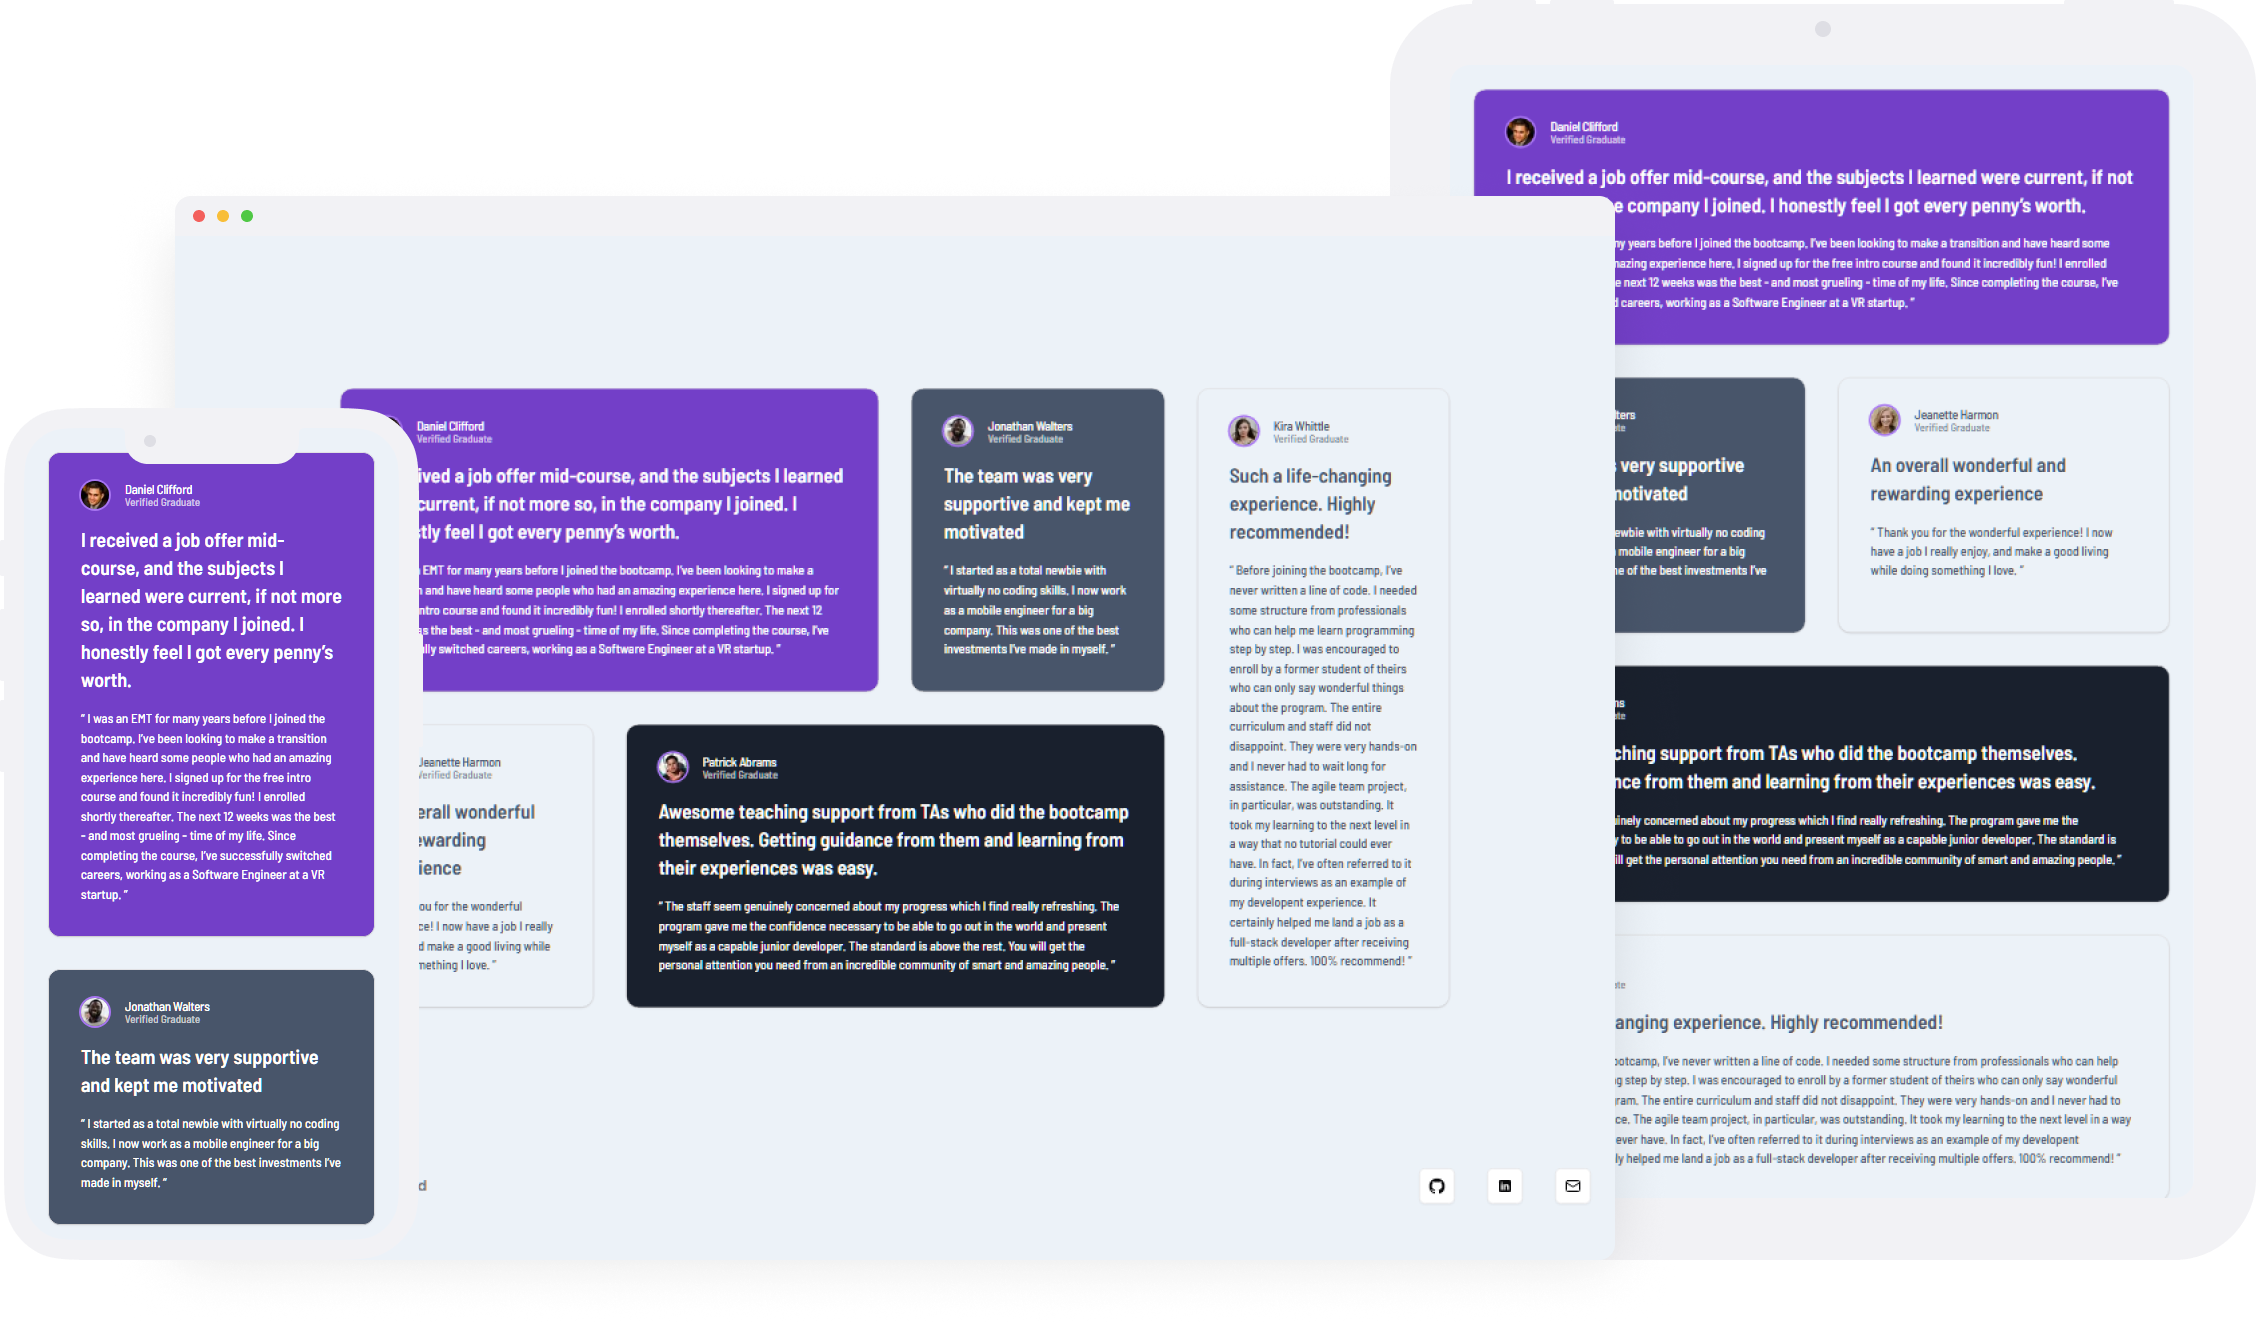 Daniel Clifford
Verified Graduate
I received a job offer mid-
course, and the subjects I
learned were current, if not more
so, in the company I joined. I
honestly feel I got every penny’s
worth.
“ I was an EMT for many years before I joined the
bootcamp. I’ve been looking to make a transition
and have heard some people who had an amazing
experience here. I signed up for the free intro
course and found it incredibly fun! I enrolled
shortly thereafter. The next 12 weeks was the best
- and most grueling - time of my life. Since
completing the course, I’ve successfully switched
careers, working as a Software Engineer at a VR
startup. ”
Jonathan Walters
Verified Graduate
The team was very supportive
and kept me motivated
“ I started as a total newbie with virtually no coding
skills. I now work as a mobile engineer for a big
company. This was one of the best investments I’ve
made in myself. ”
Daniel Clifford
Verified Graduate
ived a job offer mid-course, and the subjects I learned
current, if not more so, in the company I joined. I
stly feel I got every penny’s worth.
EMT for many years before I joined the bootcamp. I’ve been looking to make a
and have heard some people who had an amazing experience here. I signed up for
ntro course and found it incredibly fun! I enrolled shortly thereafter. The next 12
as the best - and most grueling - time of my life. Since completing the course, I’ve
lly switched careers, working as a Software Engineer at a VR startup. ”
Jonathan Walters
Verified Graduate
The team was very
supportive and kept me
motivated
“ I started as a total newbie with
virtually no coding skills. I now work
as a mobile engineer for a big
company. This was one of the best
investments I’ve made in myself. ”
Kira Whittle
Verified Graduate
Such a life-changing
experience. Highly
recommended!
“ Before joining the bootcamp, I’ve
never written a line of code. I needed
some structure from professionals
who can help me learn programming
step by step. I was encouraged to
enroll by a former student of theirs
who can only say wonderful things
about the program. The entire
curriculum and staff did not
disappoint. They were very hands-on
and I never had to wait long for
assistance. The agile team project,
in particular, was outstanding. It
took my learning to the next level in
a way that no tutorial could ever
have. In fact, I’ve often referred to it
during interviews as an example of
my developent experience. It
certainly helped me land a job as a
full-stack developer after receiving
multiple offers. 100% recommend! ”
Jeanette Harmon
Verified Graduate
erall wonderful
ewarding
ience
ou for the wonderful
ce! I now have a job I really
d make a good living while
mething I love. ”
Patrick Abrams
Verified Graduate
Awesome teaching support from TAs who did the bootcamp
themselves. Getting guidance from them and learning from
their experiences was easy.
“ The staff seem genuinely concerned about my progress which I find really refreshing. The
program gave me the confidence necessary to be able to go out in the world and present
myself as a capable junior developer. The standard is above the rest. You will get the
personal attention you need from an incredible community of smart and amazing people. ”
d
in
Daniel Clifford
Verified Graduate
I received a job offer mid-course, and the subjects I learned were current, if not
e company I joined. I honestly feel I got every penny’s worth.
ny years before I joined the bootcamp. I’ve been looking to make a transition and have heard some
mazing experience here. I signed up for the free intro course and found it incredibly fun! I enrolled
e next 12 weeks was the best - and most grueling - time of my life. Since completing the course, I’ve
d careers, working as a Software Engineer at a VR startup. ”
lters
te
s very supportive
notivated
ewbie with virtually no coding
mobile engineer for a big
ne of the best investments I’ve
Jeanette Harmon
Verified Graduate
An overall wonderful and
rewarding experience
“ Thank you for the wonderful experience! I now
have a job I really enjoy, and make a good living
while doing something I love. ”
ms
te
ching support from TAs who did the bootcamp themselves.
nce from them and learning from their experiences was easy.
uinely concerned about my progress which I find really refreshing. The program gave me the
y to be able to go out in the world and present myself as a capable junior developer. The standard is
ill get the personal attention you need from an incredible community of smart and amazing people. ”
ate
anging experience. Highly recommended!
ootcamp, I’ve never written a line of code. I needed some structure from professionals who can help
g step by step. I was encouraged to enroll by a former student of theirs who can only say wonderful
ram. The entire curriculum and staff did not disappoint. They were very hands-on and I never had to
ce. The agile team project, in particular, was outstanding. It took my learning to the next level in a way
ever have. In fact, I’ve often referred to it during interviews as an example of my developent
ly helped me land a job as a full-stack developer after receiving multiple offers. 100% recommend! ”